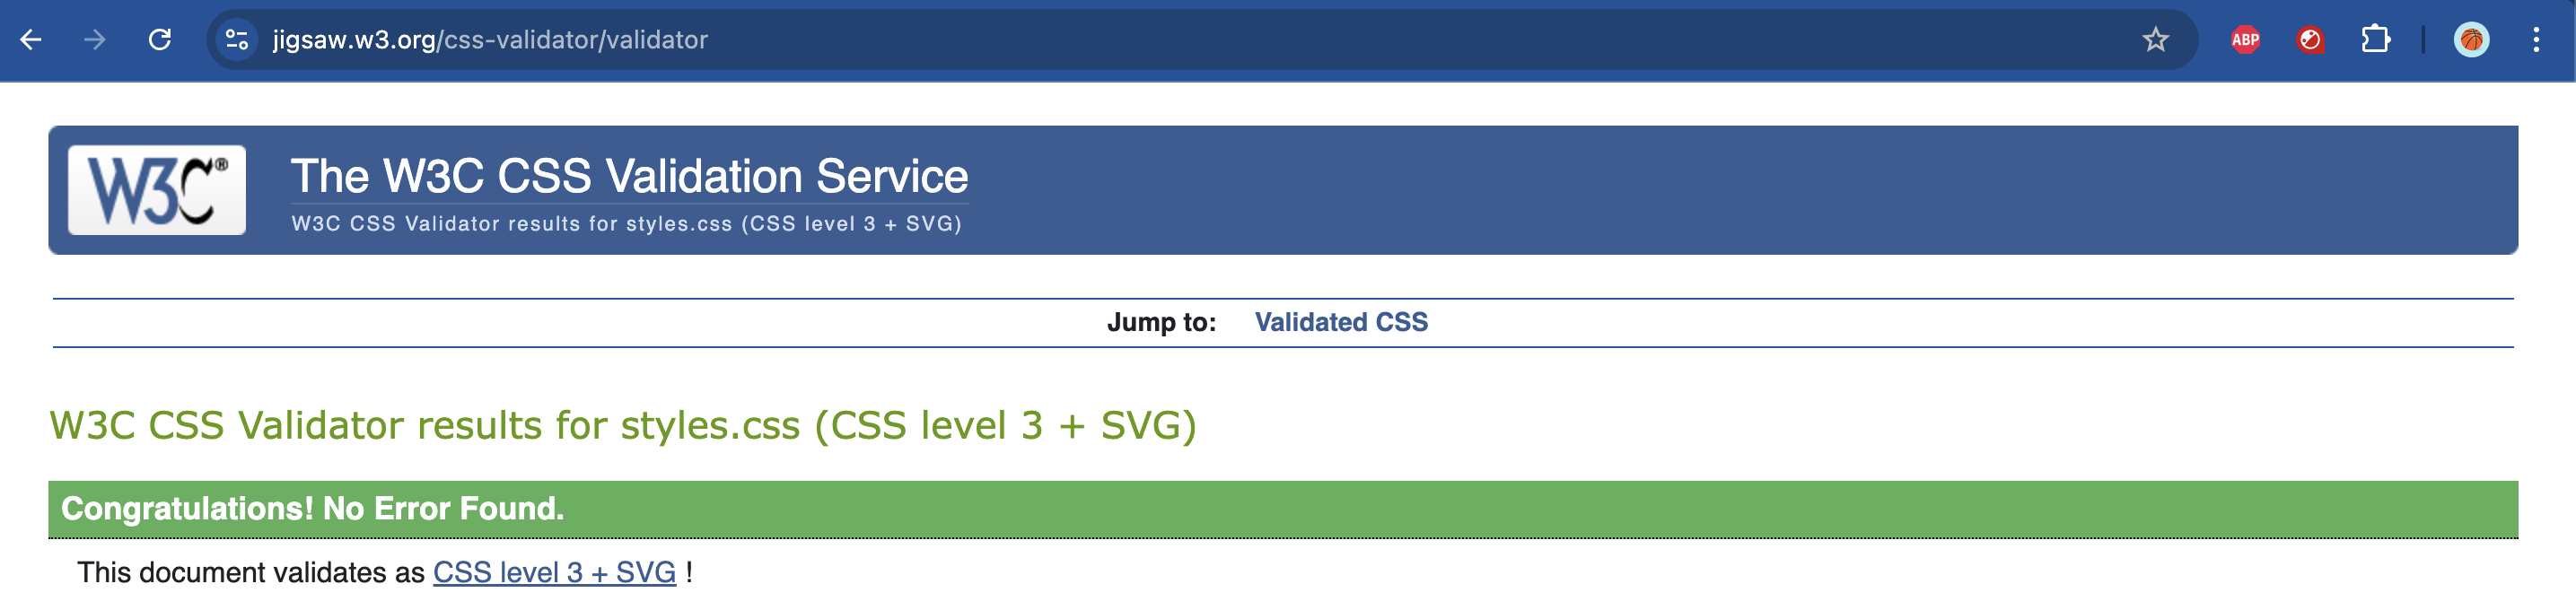 jigsaw.w3.org/css-validator/validator
ABP
W3C®
The W3C CSS Validation Service
W3C CSS Validator results for styles.css (CSS level 3 + SVG)
Jump to: Validated CSS
W3C CSS Validator results for styles.css (CSS level 3 + SVG)
Congratulations! No Error Found.
This document validates as CSS level 3 + SVG !